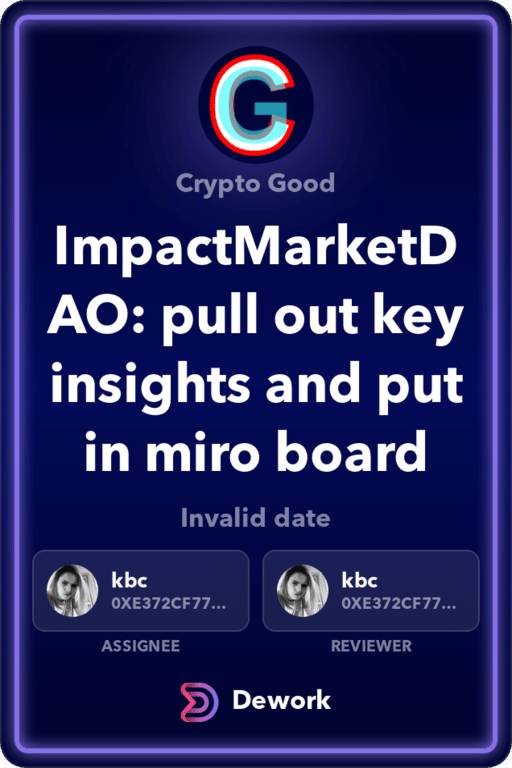 Crypto Good
ImpactMarketD
AO: pull out key
insights and put
in miro board
Invalid date
kbc
0XE372CF77...
ASSIGNEE
kbc
0XE372CF77...
REVIEWER
Dework